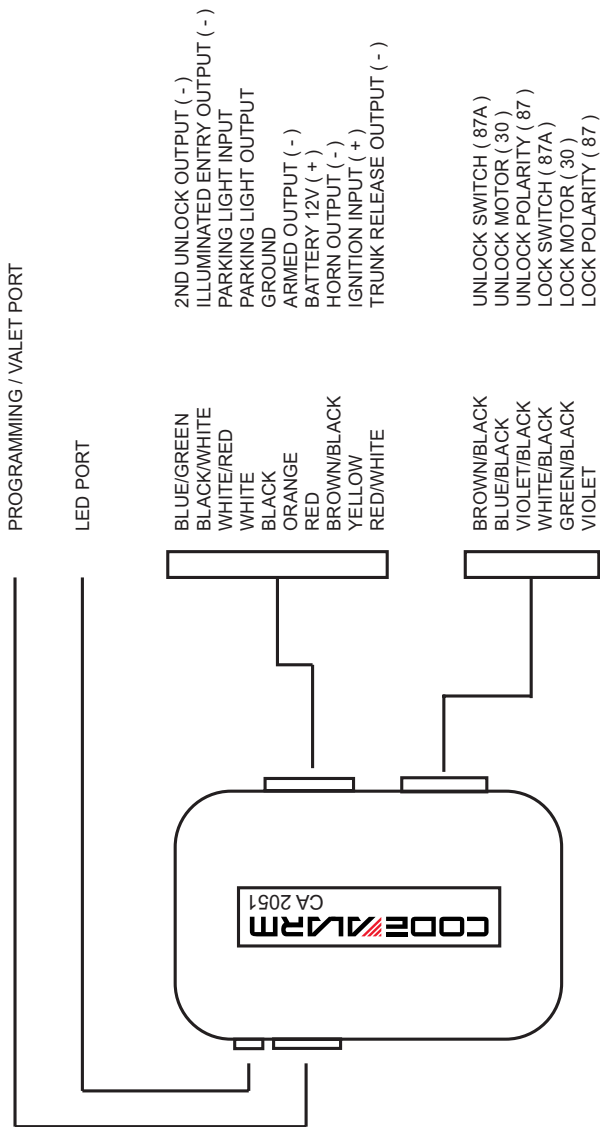 PROGRAMMING / VALET PORT
LED PORT
BLUE/GREEN 2ND UNLOCK OUTPUT ( - )
BLACK/WHITE ILLUMINATED ENTRY OUTPUT ( - )
WHITE/RED PARKING LIGHT INPUT
WHITE PARKING LIGHT OUTPUT
BLACK GROUND
ORANGE ARMED OUTPUT ( - )
RED BATTERY 12V ( + )
BROWN/BLACK HORN OUTPUT ( - )
YELLOW IGNITION INPUT ( + )
RED/WHITE TRUNK RELEASE OUTPUT ( - )
BROWN/BLACK UNLOCK SWITCH ( 87A )
BLUE/BLACK UNLOCK MOTOR ( 30 )
VIOLET/BLACK UNLOCK POLARITY ( 87 )
WHITE/BLACK LOCK SWITCH ( 87A )
GREEN/BLACK LOCK MOTOR ( 30 )
VIOLET LOCK POLARITY ( 87 )
CODE ALARM
CA 2051